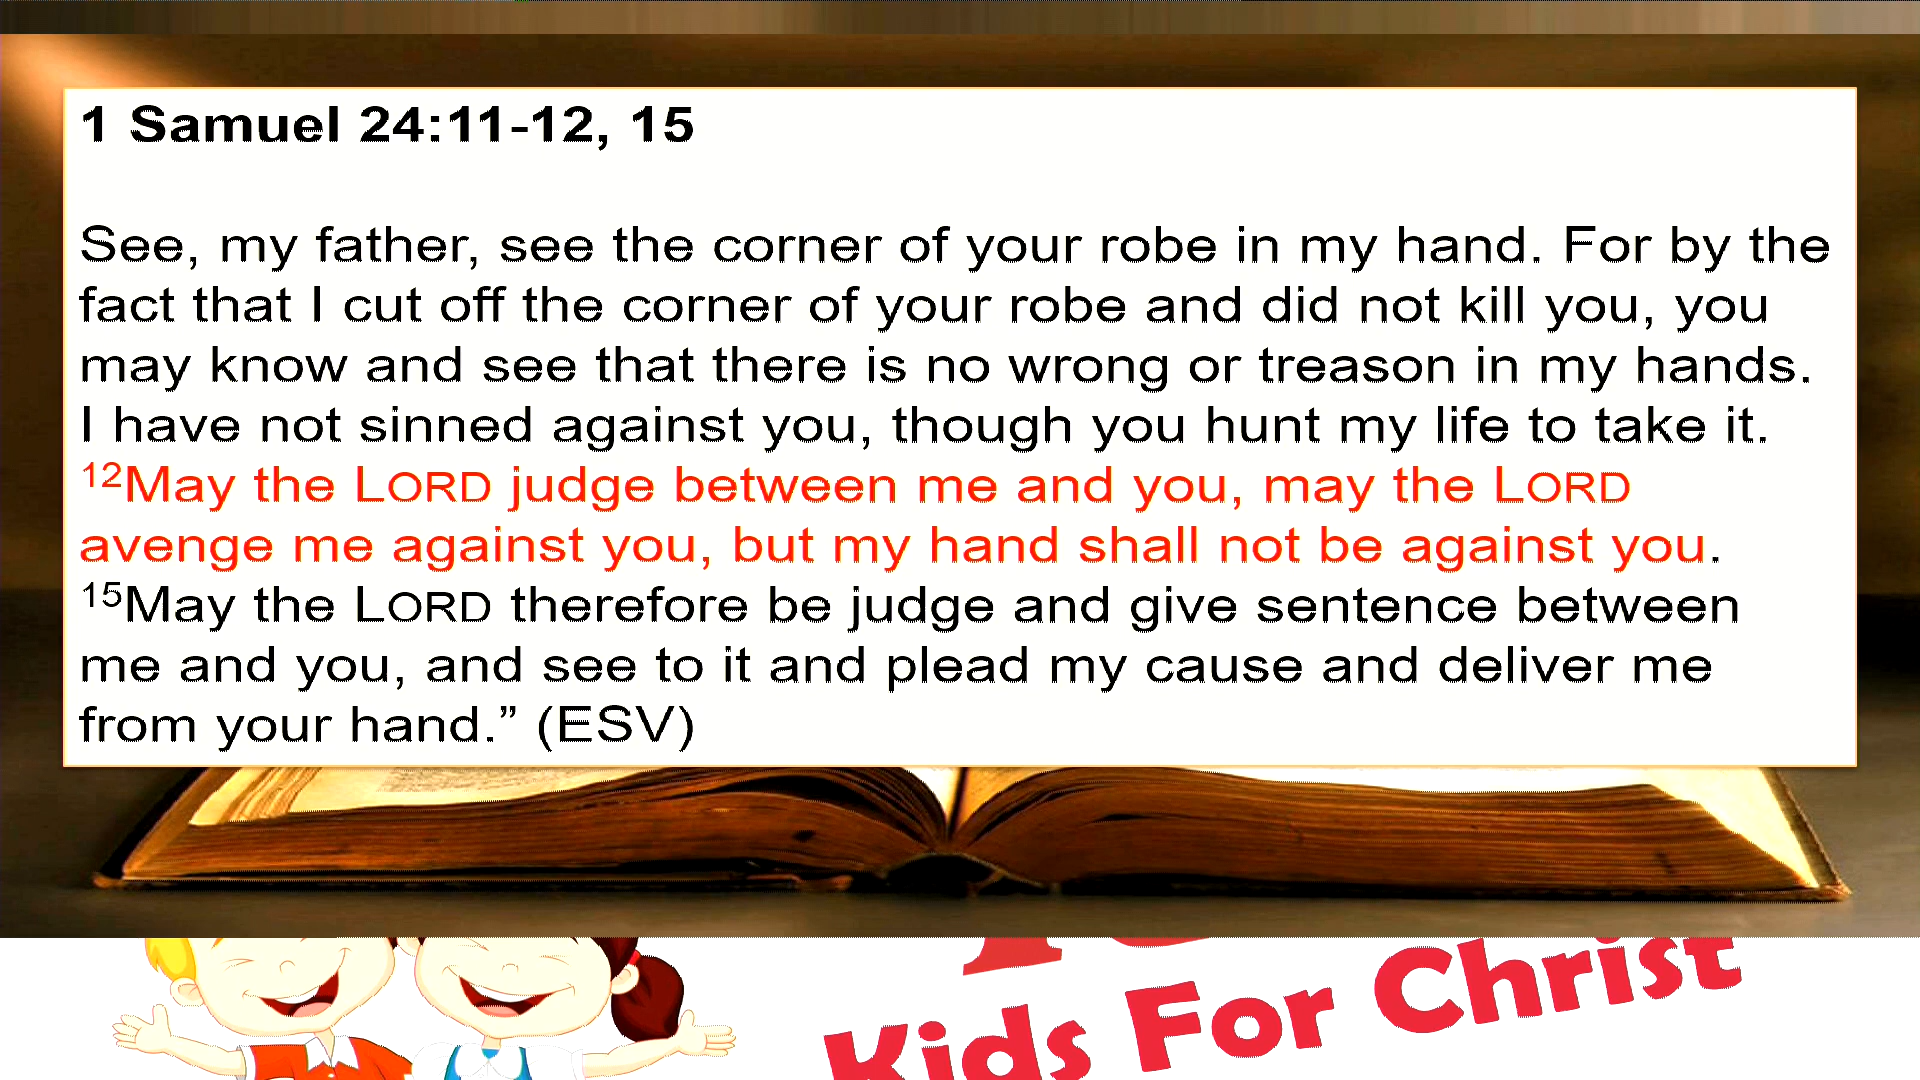 1 Samuel 24:11-12, 15
See, my father, see the corner of your robe in my hand. For by the
fact that I cut off the corner of your robe and did not kill you, you
may know and see that there is no wrong or treason in my hands.
I have not sinned against you, though you hunt my life to take it.
12May the LORD judge between me and you, may the LORD
avenge me against you, but my hand shall not be against you.
15May the LORD therefore be judge and give sentence between
me and you, and see to it and plead my cause and deliver me
from your hand.” (ESV)
Kids For Christ